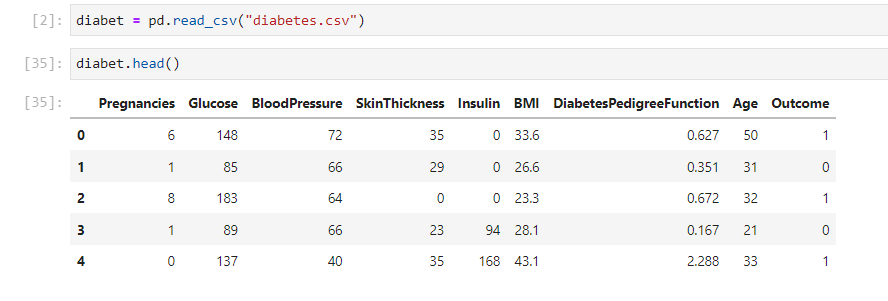 [2]: diabet = pd.read_csv("diabetes.csv")
[35]: diabet.head()
[35]: Pregnancies Glucose BloodPressure SkinThickness Insulin BMI DiabetesPedigreeFunction Age Outcome
0 6 148 72 35 0 33.6 0.627 50 1
1 1 85 66 29 0 26.6 0.351 31 0
2 8 183 64 0 0 23.3 0.672 32 1
3 1 89 66 23 94 28.1 0.167 21 0
4 0 137 40 35 168 43.1 2.288 33 1